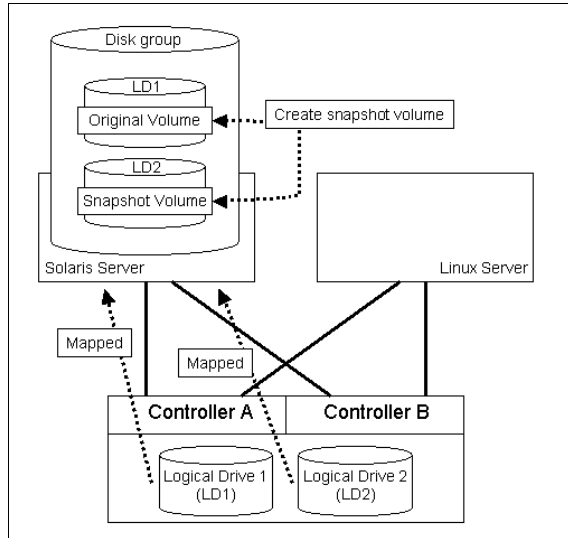 Disk group
LD1
Original Volume
Create snapshot volume
LD2
Snapshot Volume
Solaris Server
Linux Server
Mapped
Mapped
Controller A
Controller B
Logical Drive 1
(LD1)
Logical Drive 2
(LD2)